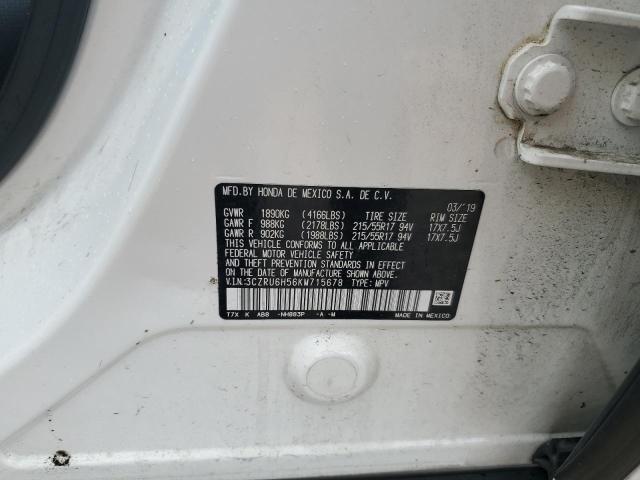 MFD.BY HONDA DE MEXICO S.A. DE C.V.
03/'19
GVWR 1890KG (4166LBS) TIRE SIZE RIM SIZE
GAWR F 988KG (2178LBS) 215/55R17 94V 17X7.5J
GAWR R 902KG (1988LBS) 215/55R17 94V 17X7.5J
THIS VEHICLE CONFORMS TO ALL APPLICABLE
FEDERAL MOTOR VEHICLE SAFETY
AND THEFT PREVENTION STANDARDS IN EFFECT
ON THE DATE OF MANUFACTURE SHOWN ABOVE.
V.I.N:3CZRU6H56KM715678 TYPE: MPV
T7X K AB8 -NH883P -A -M MADE IN MEXICO